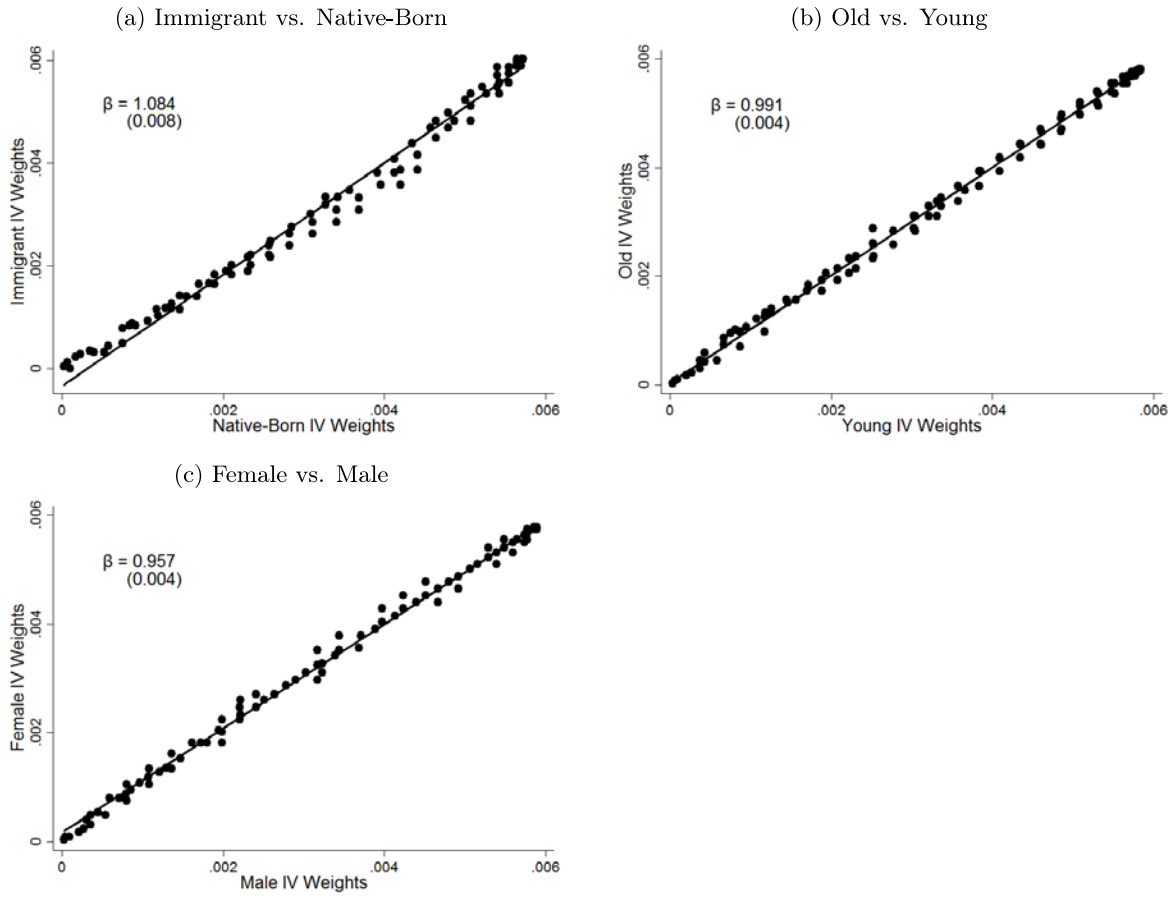 (a) Immigrant vs. Native-Born
Immigrant IV Weights
.006
.004
.002
0
β = 1.084
(0.008)
0 .002 .004 .006
Native-Born IV Weights
(b) Old vs. Young
Old IV Weights
.006
.004
.002
0
β = 0.991
(0.004)
0 .002 .004 .006
Young IV Weights
(c) Female vs. Male
Female IV Weights
.006
.004
.002
0
β = 0.957
(0.004)
0 .002 .004 .006
Male IV Weights